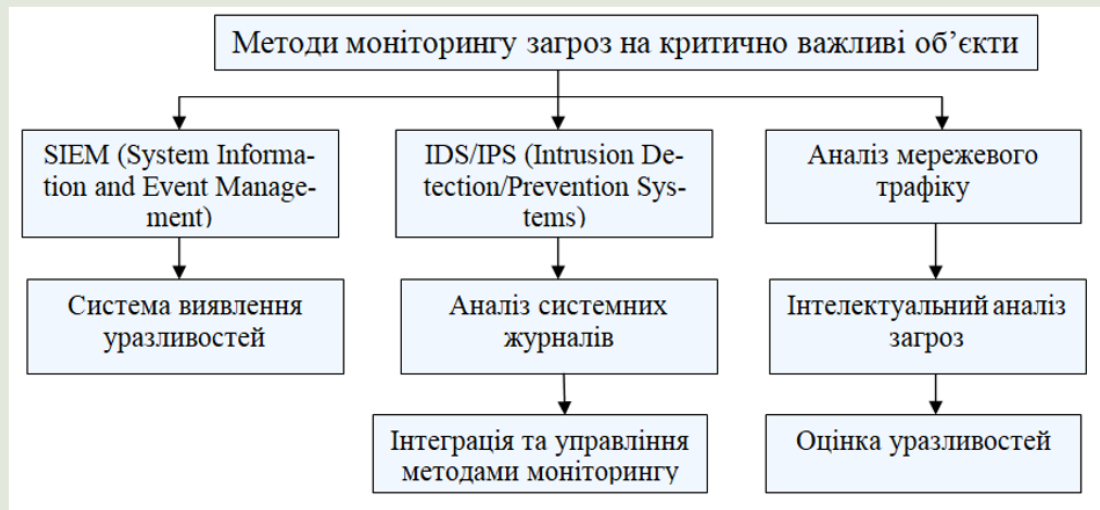 Методи моніторингу загроз на критично важливі об’єкти
SIEM (System Informa-
tion and Event Manage-
ment)
IDS/IPS (Intrusion De-
tection/Prevention Sys-
tems)
Аналіз мережевого
трафіку
Система виявлення
уразливостей
Аналіз системних
журналів
Інтелектуальний аналіз
загроз
Інтеграція та управління
методами моніторингу
Оцінка уразливостей